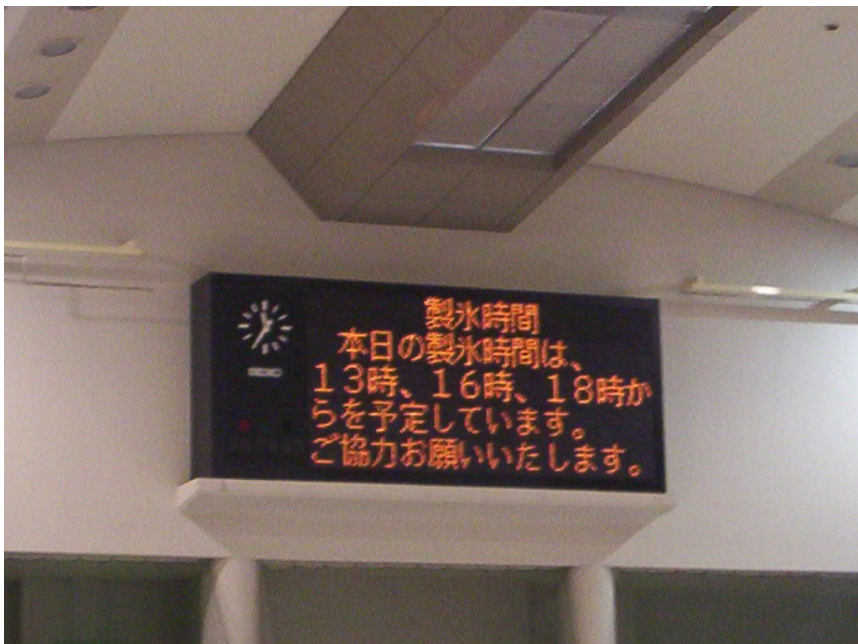 製氷時間
本日の製氷時間は、
13時、16時、18時か
らを予定しています。
ご協力お願いいたします。
SEIKO